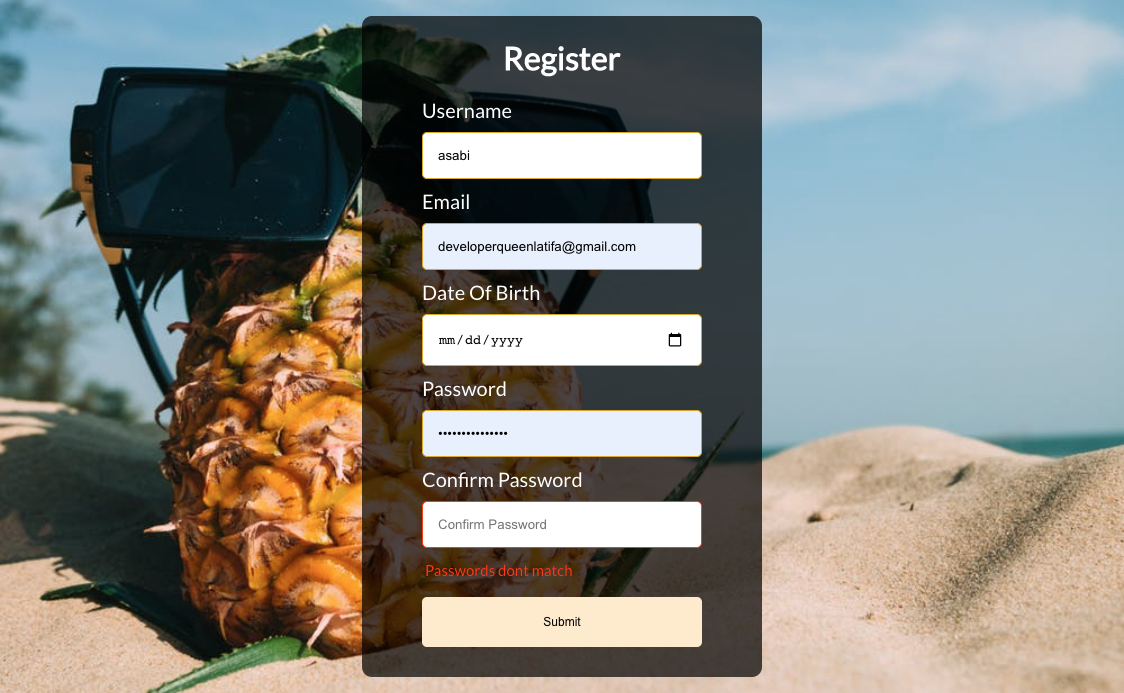 Register
Username
asabi
Email
developerqueenlatifa@gmail.com
Date Of Birth
mm/dd/yyyy
Password
•••••••••••••••
Confirm Password
Confirm Password
Passwords dont match
Submit